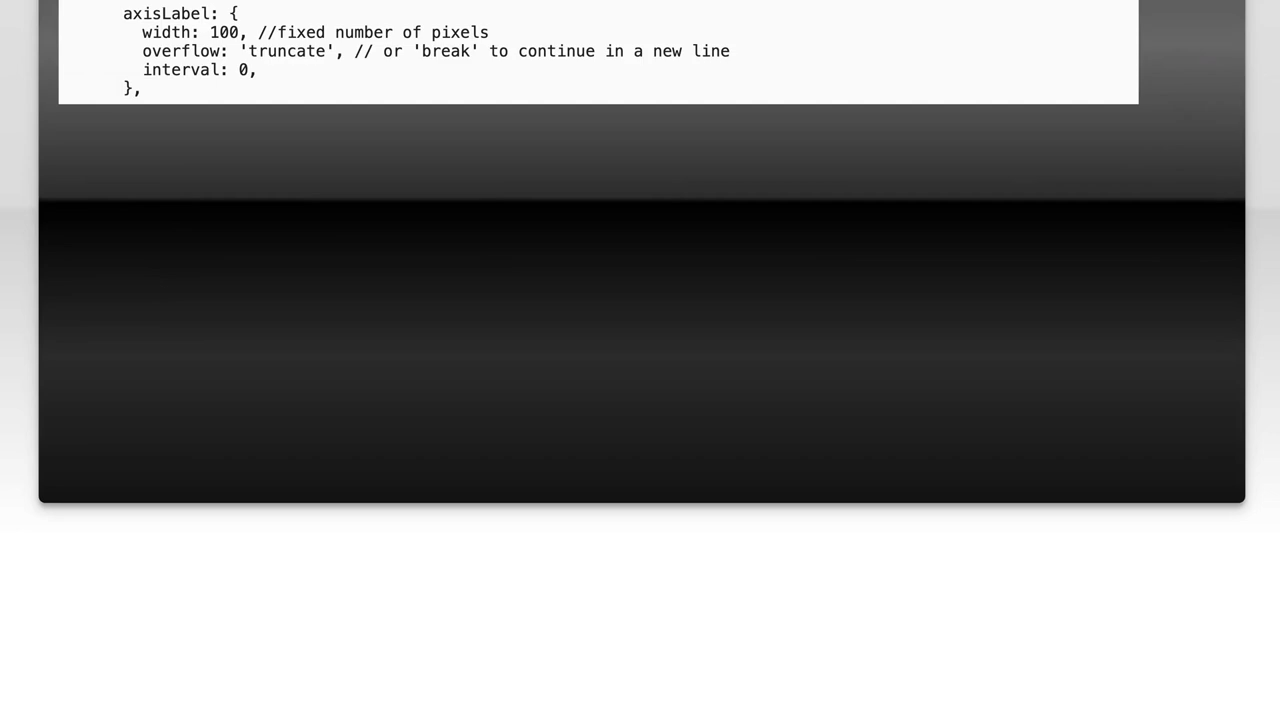 axisLabel: {
width: 100, //fixed number of pixels
overflow: 'truncate', // or 'break' to continue in a new line
interval: 0,
},